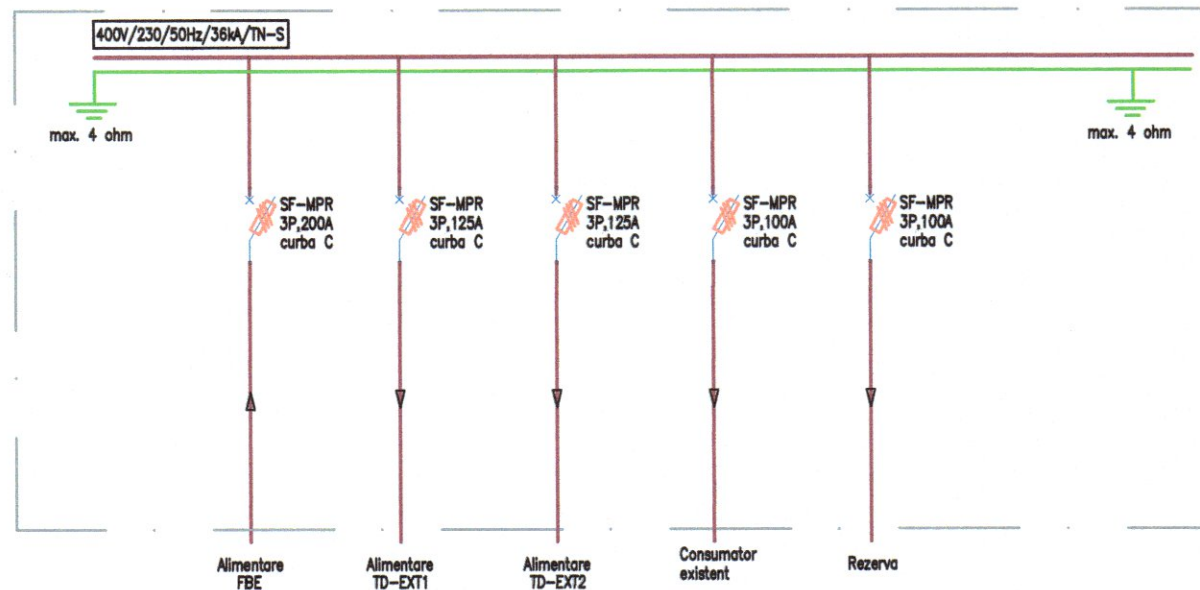 400V/230/50Hz/36kA/TN-S
max. 4 ohm
max. 4 ohm
SF-MPR
3P,200A
curba C
SF-MPR
3P,125A
curba C
SF-MPR
3P,125A
curba C
SF-MPR
3P,100A
curba C
SF-MPR
3P,100A
curba C
Alimentare
FBE
Alimentare
TD-EXT1
Alimentare
TD-EXT2
Consumator
existent
Rezerva